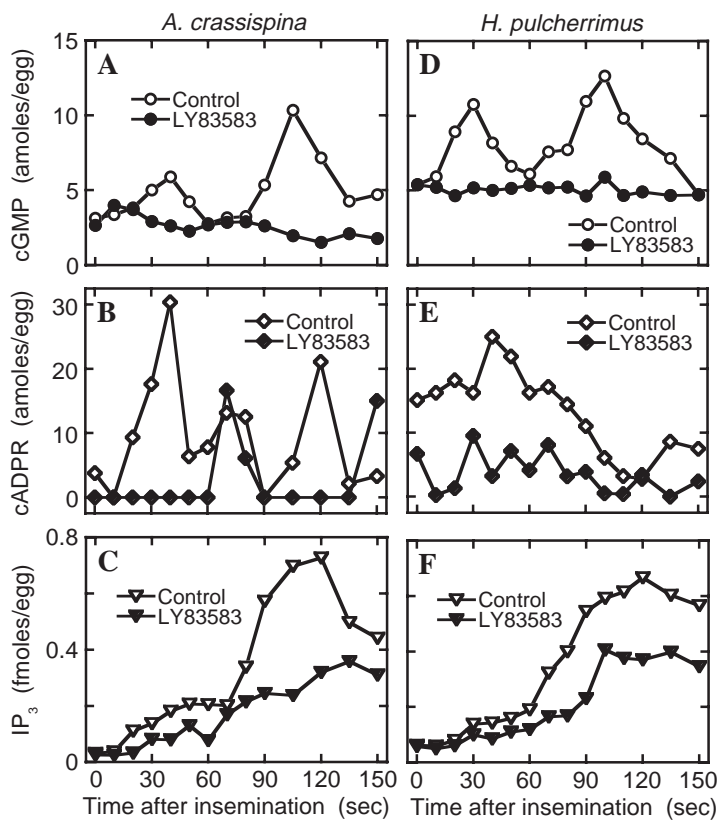 A. crassispina
H. pulcherrimus
15
10
5
0
cGMP (amoles/egg)
A
Control
LY83583
D
Control
LY83583
30
20
10
0
cADPR (amoles/egg)
B
Control
LY83583
E
Control
LY83583
0.8
0.4
0
IP3 (fmoles/egg)
C
Control
LY83583
F
Control
LY83583
0 30 60 90 120 150
0 30 60 90 120 150
Time after insemination (sec)
Time after insemination (sec)